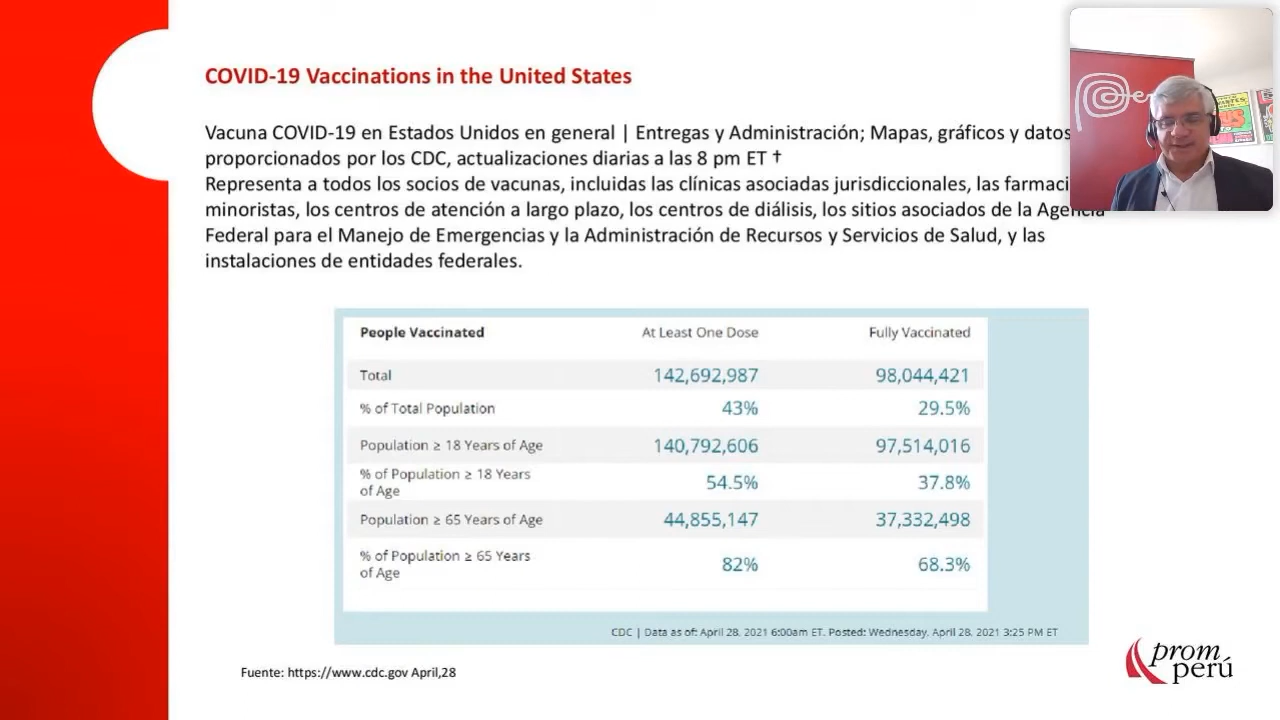 COVID-19 Vaccinations in the United States
Vacuna COVID-19 en Estados Unidos en general | Entregas y Administración; Mapas, gráficos y datos
proporcionados por los CDC, actualizaciones diarias a las 8 pm ET †
Representa a todos los socios de vacunas, incluidas las clínicas asociadas jurisdiccionales, las farmaci
minoristas, los centros de atención a largo plazo, los centros de diálisis, los sitios asociados de la Agencia
Federal para el Manejo de Emergencias y la Administración de Recursos y Servicios de Salud, y las
instalaciones de entidades federales.
People Vaccinated At Least One Dose Fully Vaccinated
Total 142,692,987 98,044,421
% of Total Population 43% 29.5%
Population ≥ 18 Years of Age 140,792,606 97,514,016
% of Population ≥ 18 Years
of Age 54.5% 37.8%
Population ≥ 65 Years of Age 44,855,147 37,332,498
% of Population ≥ 65 Years
of Age 82% 68.3%
CDC | Data as of: April 28, 2021 6:00am ET. Posted: Wednesday, April 28, 2021 3:25 PM ET
Fuente: https://www.cdc.gov April,28
prom
perú